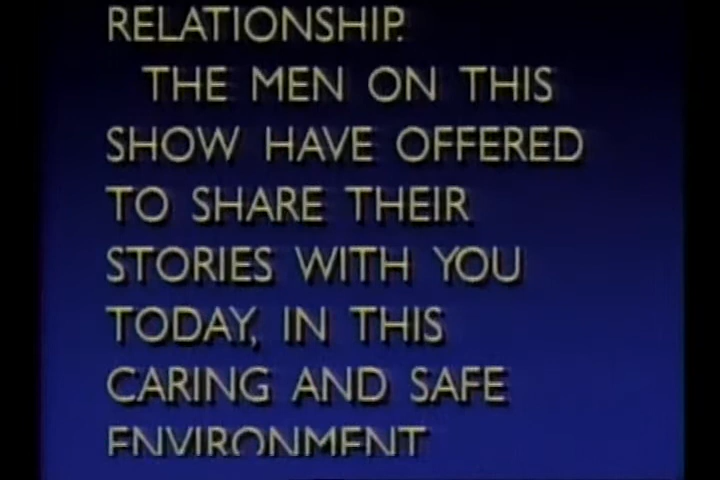 RELATIONSHIP.
THE MEN ON THIS
SHOW HAVE OFFERED
TO SHARE THEIR
STORIES WITH YOU
TODAY, IN THIS
CARING AND SAFE
ENVIRONMENT